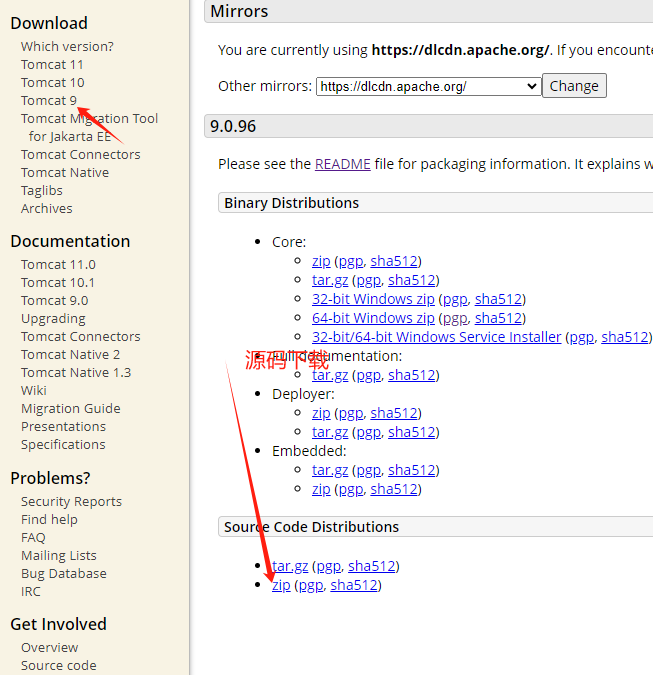 Download
Which version?
Tomcat 11
Tomcat 10
Tomcat 9
Tomcat Migration Tool
for Jakarta EE
Tomcat Connectors
Tomcat Native
Taglibs
Archives
Documentation
Tomcat 11.0
Tomcat 10.1
Tomcat 9.0
Upgrading
Tomcat Connectors
Tomcat Native 2
Tomcat Native 1.3
Wiki
Migration Guide
Presentations
Specifications
Problems?
Security Reports
Find help
FAQ
Mailing Lists
Bug Database
IRC
Get Involved
Overview
Source code
Mirrors
You are currently using https://dlcdn.apache.org/. If you encounte
Other mirrors: https://dlcdn.apache.org/ Change
9.0.96
Please see the README file for packaging information. It explains w
Binary Distributions
Core:
zip (pgp, sha512)
tar.gz (pgp, sha512)
32-bit Windows zip (pgp, sha512)
64-bit Windows zip (pgp, sha512)
32-bit/64-bit Windows Service Installer (pgp, sha512)
源码下载
Full documentation:
tar.gz (pgp, sha512)
Deployer:
zip (pgp, sha512)
tar.gz (pgp, sha512)
Embedded:
tar.gz (pgp, sha512)
zip (pgp, sha512)
Source Code Distributions
tar.gz (pgp, sha512)
zip (pgp, sha512)